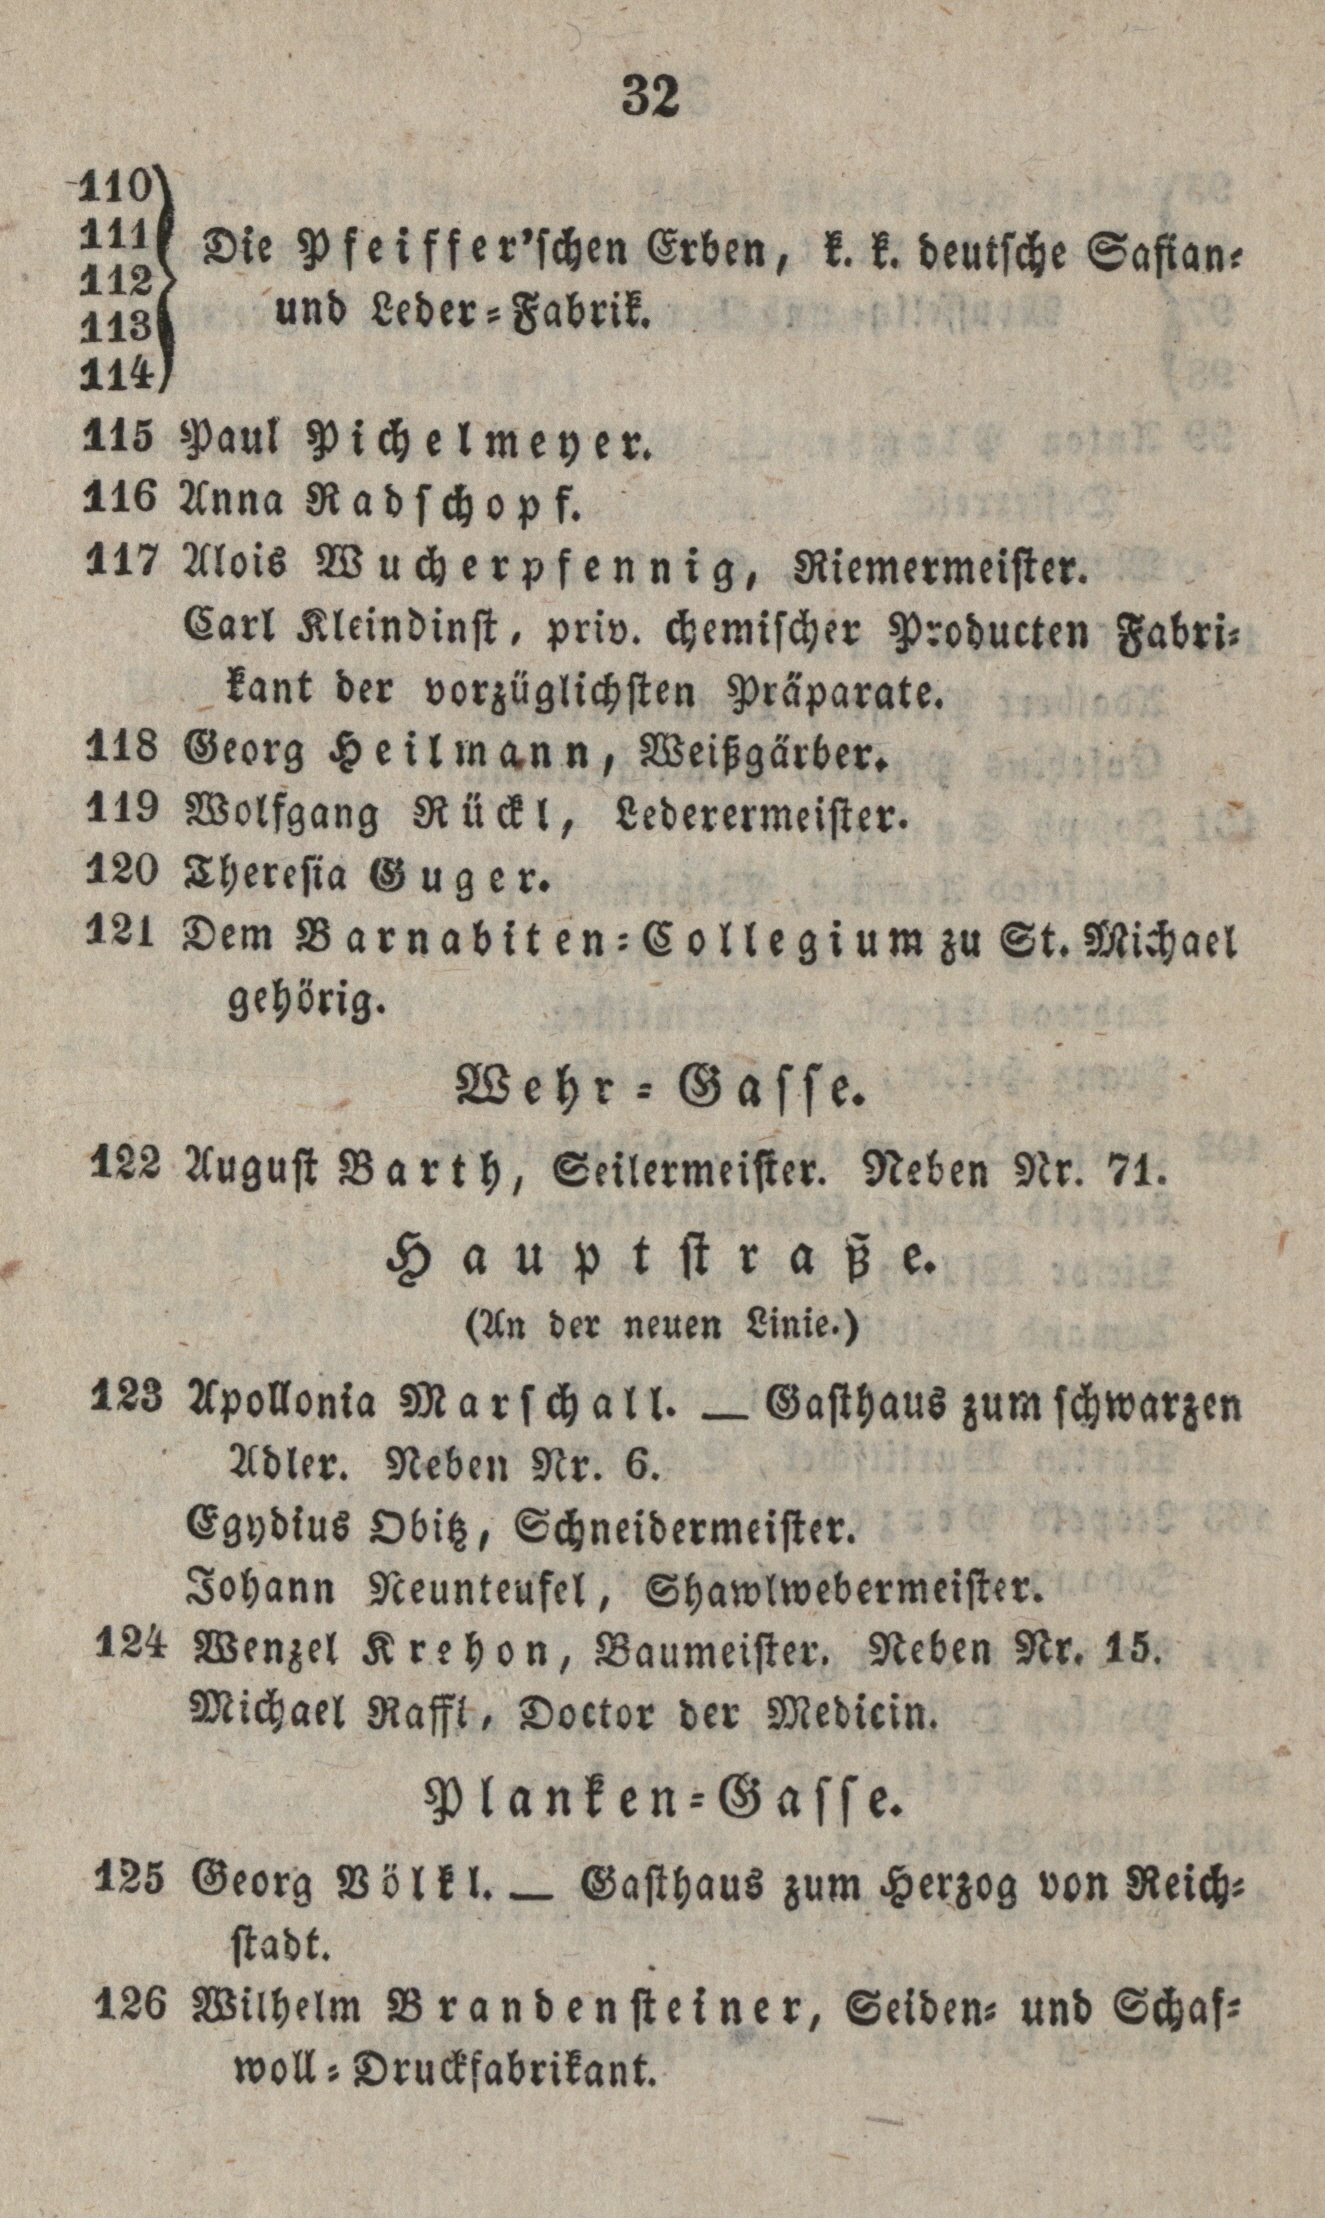 32
110
111
112
113
114
Die Pfeiffer'schen Erben, k. k. deutsche Safian-
und Leder-Fabrik.
115 Paul Pichelmeyer.
116 Anna Radschopf.
117 Alois Wucherpfennig, Riemermeister.
Carl Kleindinst, priv. chemischer Producten Fabri-
kant der vorzüglichsten Präparate.
118 Georg Heilmann, Weißgärber.
119 Wolfgang Rückl, Lederermeister.
120 Theresia Guger.
121 Dem Barnabiten-Collegium zu St. Michael
gehörig.
Wehr-Gasse.
122 August Barth, Seilermeister. Neben Nr. 71.
Hauptstraße.
(An der neuen Linie.)
123 Apollonia Marschall. — Gasthaus zum schwarzen
Adler. Neben Nr. 6.
Egydius Obitz, Schneidermeister.
Johann Neunteufel, Shawlwebermeister.
124 Wenzel Krehon, Baumeister. Neben Nr. 15.
Michael Raffl, Doctor der Medicin.
Planken-Gasse.
125 Georg Völkl. — Gasthaus zum Herzog von Reich-
stadt.
126 Wilhelm Brandensteiner, Seiden- und Schaf-
woll-Druckfabrikant.